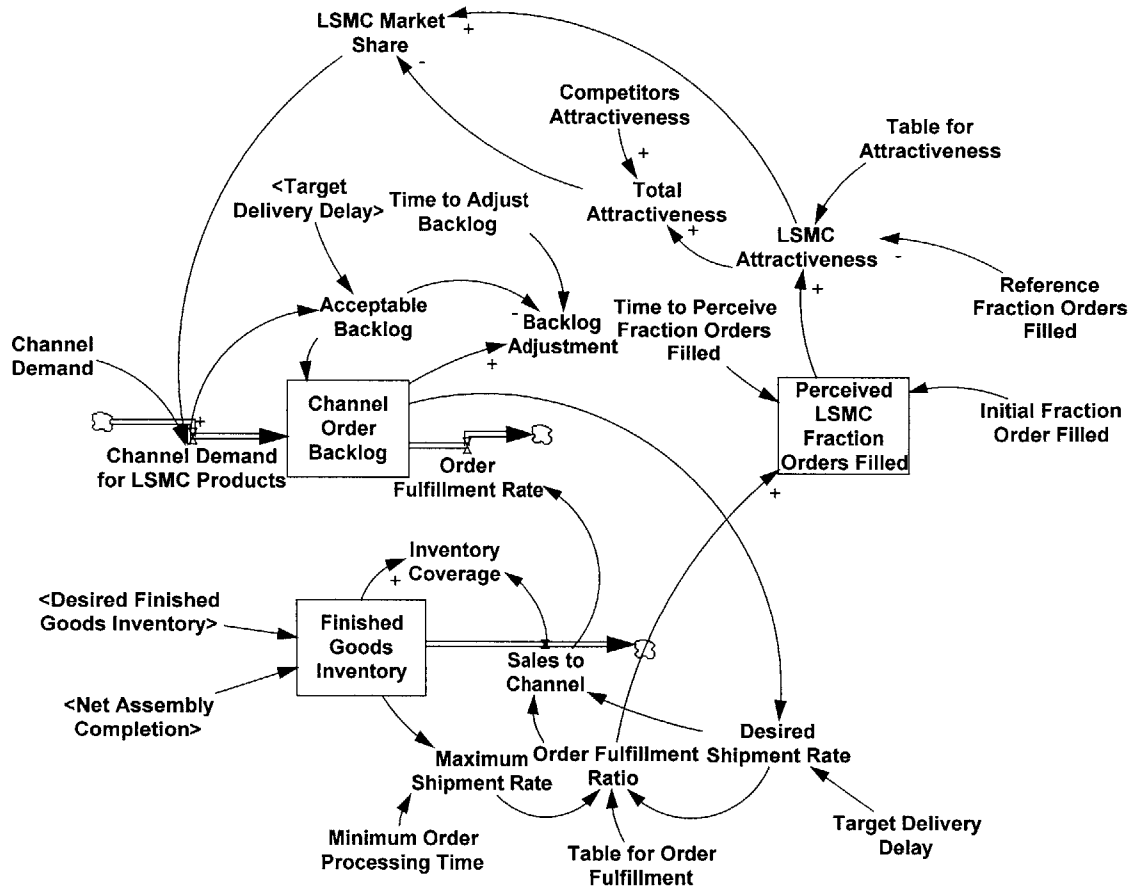 LSMC Market
Share
+
-
Competitors
Attractiveness
+
Table for
Attractiveness
<Target
Delivery Delay>
Time to Adjust
Backlog
Total
Attractiveness
+
LSMC
Attractiveness
-
+
Reference
Fraction Orders
Filled
Acceptable
Backlog
-
Backlog
Adjustment
+
Time to Perceive
Fraction Orders
Filled
Channel
Demand
+
Channel Demand
for LSMC Products
Channel
Order
Backlog
Order
Fulfillment Rate
Perceived
LSMC
Fraction
Orders Filled
+
Initial Fraction
Order Filled
Inventory
Coverage
+
<Desired Finished
Goods Inventory>
Finished
Goods
Inventory
<Net Assembly
Completion>
Sales to
Channel
Maximum
Shipment Rate
Order Fulfillment
Ratio
Desired
Shipment Rate
Minimum Order
Processing Time
Table for Order
Fulfillment
Target Delivery
Delay